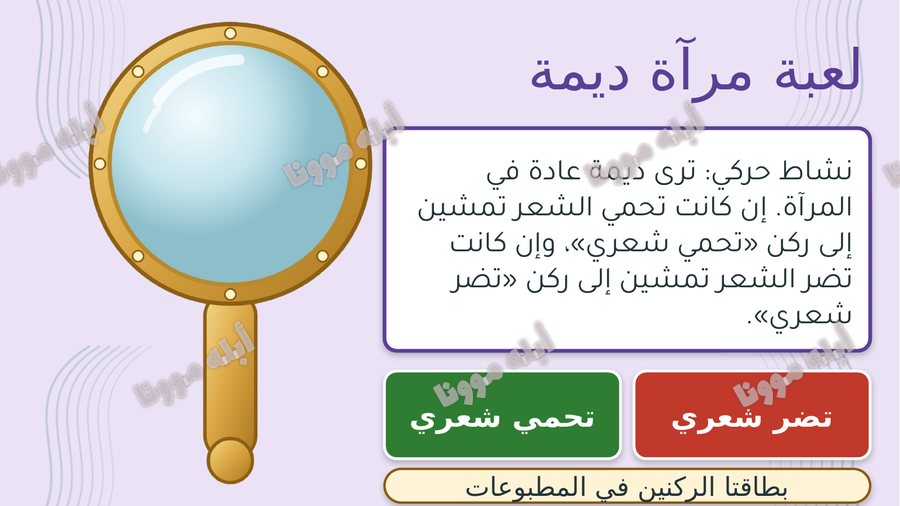 لعبة مرآة ديمة
نشاط حركي: ترى ديمة عادة في
المرآة. إن كانت تحمي الشعر تمشين
إلى ركن «تحمي شعري»، وإن كانت
تضر الشعر تمشين إلى ركن «تضر
شعري».
تضر شعري
تحمي شعري
بطاقتا الركنين في المطبوعات
أبله موونا